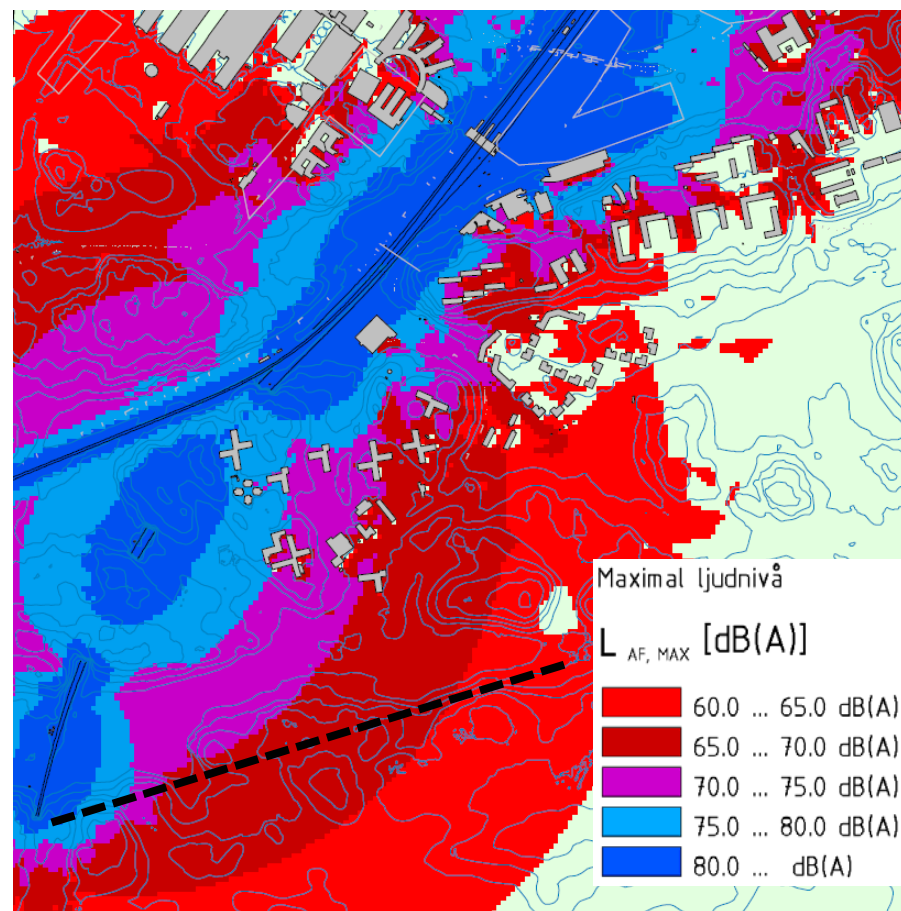 Maximal ljudnivå
L AF, MAX [dB(A)]
60.0 ... 65.0 dB(A)
65.0 ... 70.0 dB(A)
70.0 ... 75.0 dB(A)
75.0 ... 80.0 dB(A)
80.0 ... dB(A)